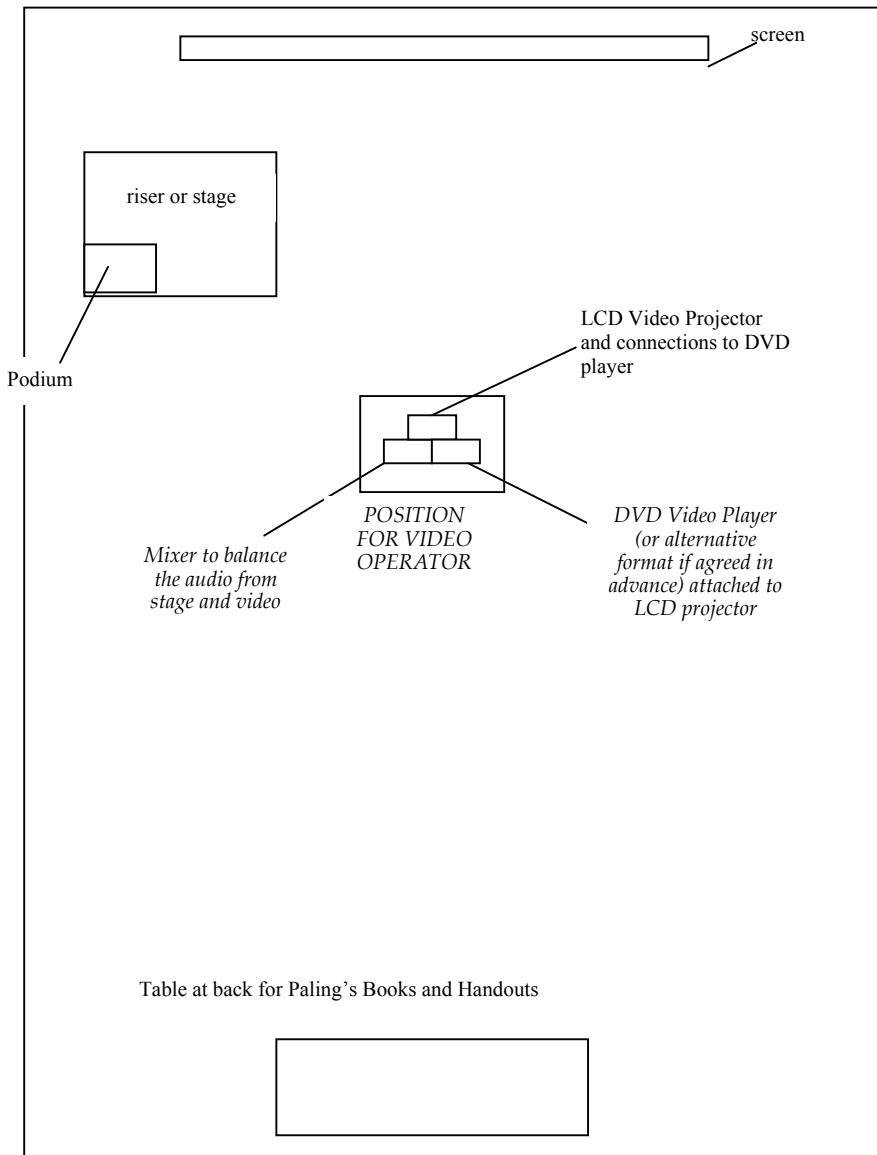 screen
riser or stage
LCD Video Projector
and connections to DVD
player
Podium
POSITION
FOR VIDEO
OPERATOR
Mixer to balance
the audio from
stage and video
DVD Video Player
(or alternative
format if agreed in
advance) attached to
LCD projector
Table at back for Paling’s Books and Handouts